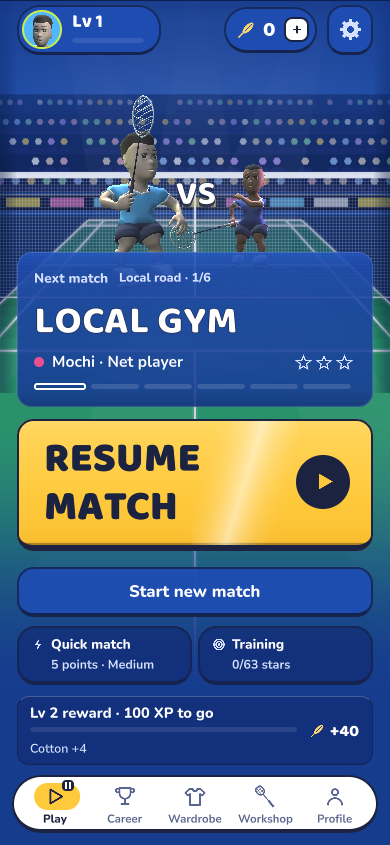 Lv 1
0
+
VS
Next match Local road · 1/6
LOCAL GYM
Mochi · Net player
RESUME
MATCH
Start new match
Quick match
5 points · Medium
Training
0/63 stars
Lv 2 reward · 100 XP to go
+40
Cotton +4
Play
Career
Wardrobe
Workshop
Profile